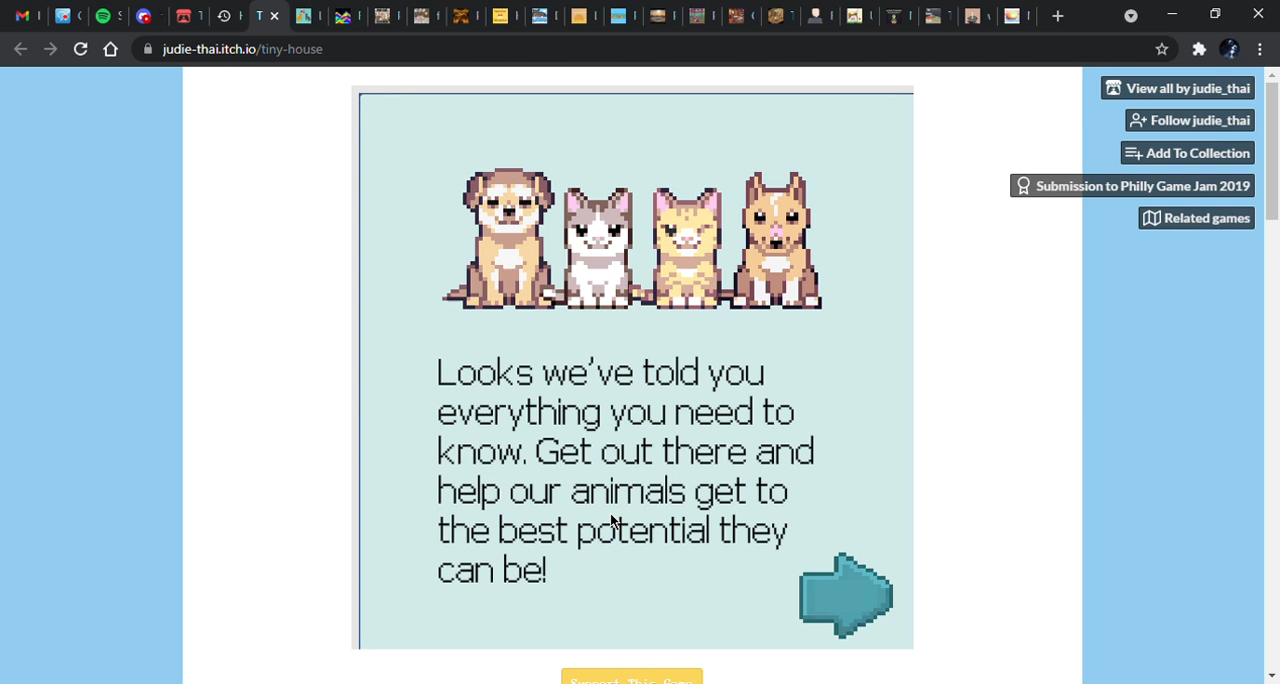 judie-thai.itch.io/tiny-house
View all by judie_thai
Follow judie_thai
Add To Collection
Submission to Philly Game Jam 2019
Related games
Looks we've told you
everything you need to
know. Get out there and
help our animals get to
the best potential they
can be!
Support This Game